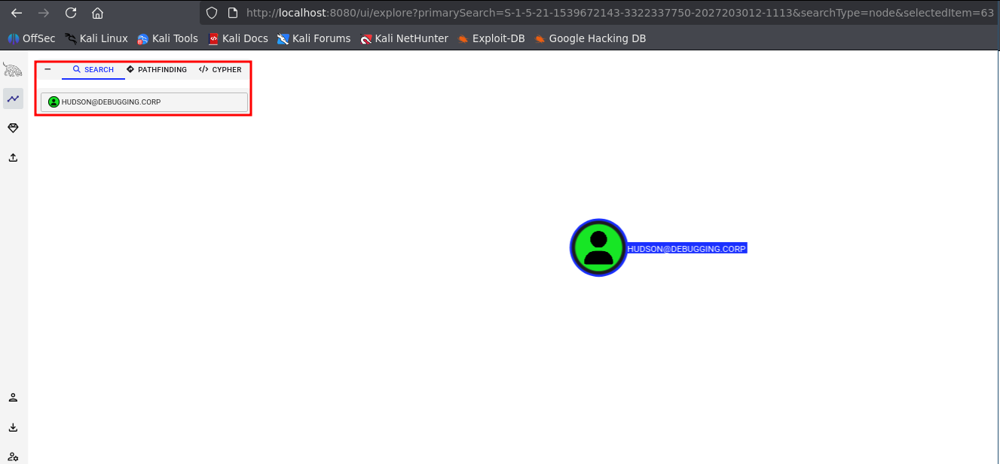 http://localhost:8080/ui/explore?primarySearch=S-1-5-21-1539672143-3322337750-2027203012-1113&searchType=node&selectedItem=63
OffSec Kali Linux Kali Tools Kali Docs Kali Forums Kali NetHunter Exploit-DB Google Hacking DB
SEARCH PATHFINDING </> CYPHER
HUDSON@DEBUGGING.CORP
HUDSON@DEBUGGING.CORP